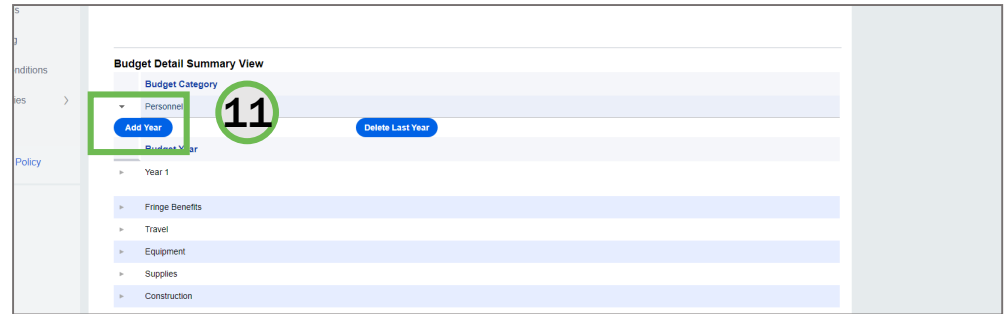 s
g
nditions
ies >
Policy
Budget Detail Summary View
Budget Category
Personnel
11
Add Year Delete Last Year
Budget Year
Year 1
Fringe Benefits
Travel
Equipment
Supplies
Construction